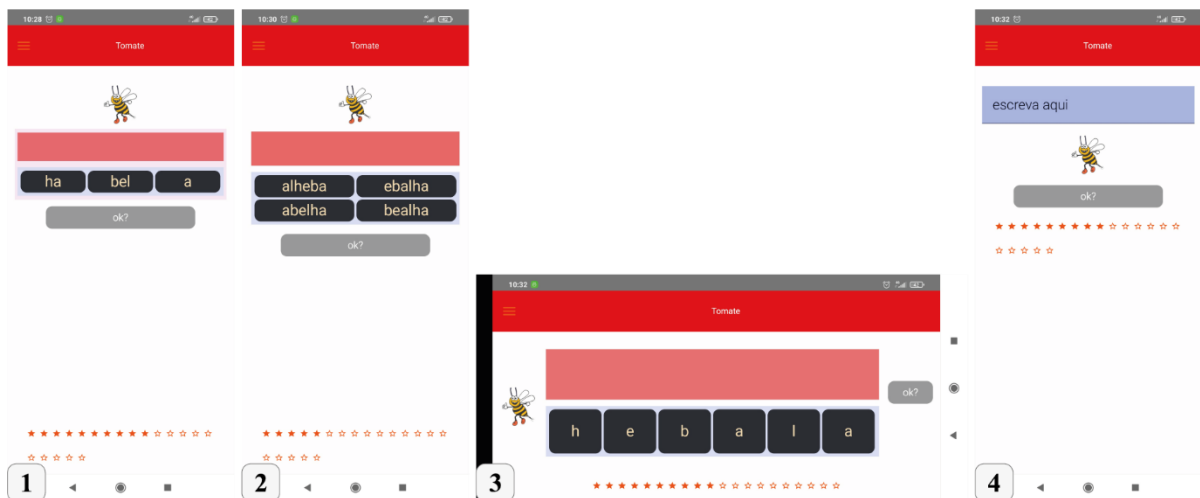 10:28
Tomate
ha bel a
ok?
1
10:30
Tomate
alheba ebalha
abelha bealha
ok?
2
10:32
Tomate
h e b a l a
ok?
3
10:32
Tomate
escreva aqui
ok?
4